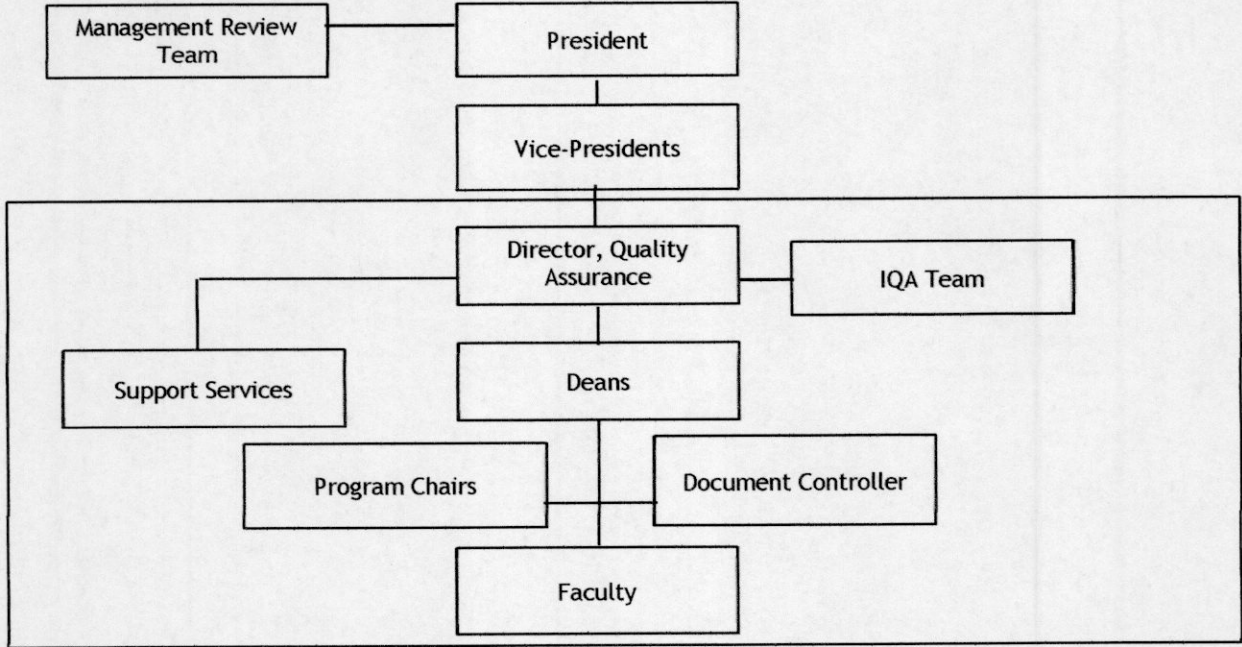 Management Review
Team
President
Vice-Presidents
Director, Quality
Assurance
IQA Team
Support Services
Deans
Program Chairs
Document Controller
Faculty